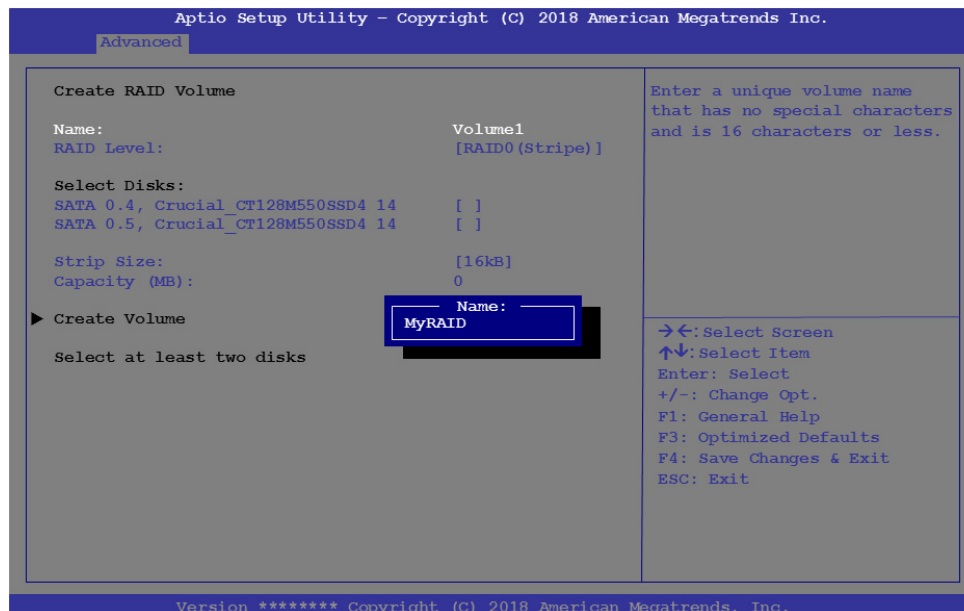 Aptio Setup Utility – Copyright (C) 2018 American Megatrends Inc.
Advanced
Create RAID Volume
Name: Volume1
RAID Level: [RAID0(Stripe)]
Select Disks:
SATA 0.4, Crucial_CT128M550SSD4 14 [ ]
SATA 0.5, Crucial_CT128M550SSD4 14 [ ]
Strip Size: [16kB]
Capacity (MB): 0
▶ Create Volume
Select at least two disks
Name:
MyRAID
Enter a unique volume name
that has no special characters
and is 16 characters or less.
→←:Select Screen
↑↓:Select Item
Enter: Select
+/-: Change Opt.
F1: General Help
F3: Optimized Defaults
F4: Save Changes & Exit
ESC: Exit
Version ******** Copyright (C) 2018 American Megatrends, Inc.